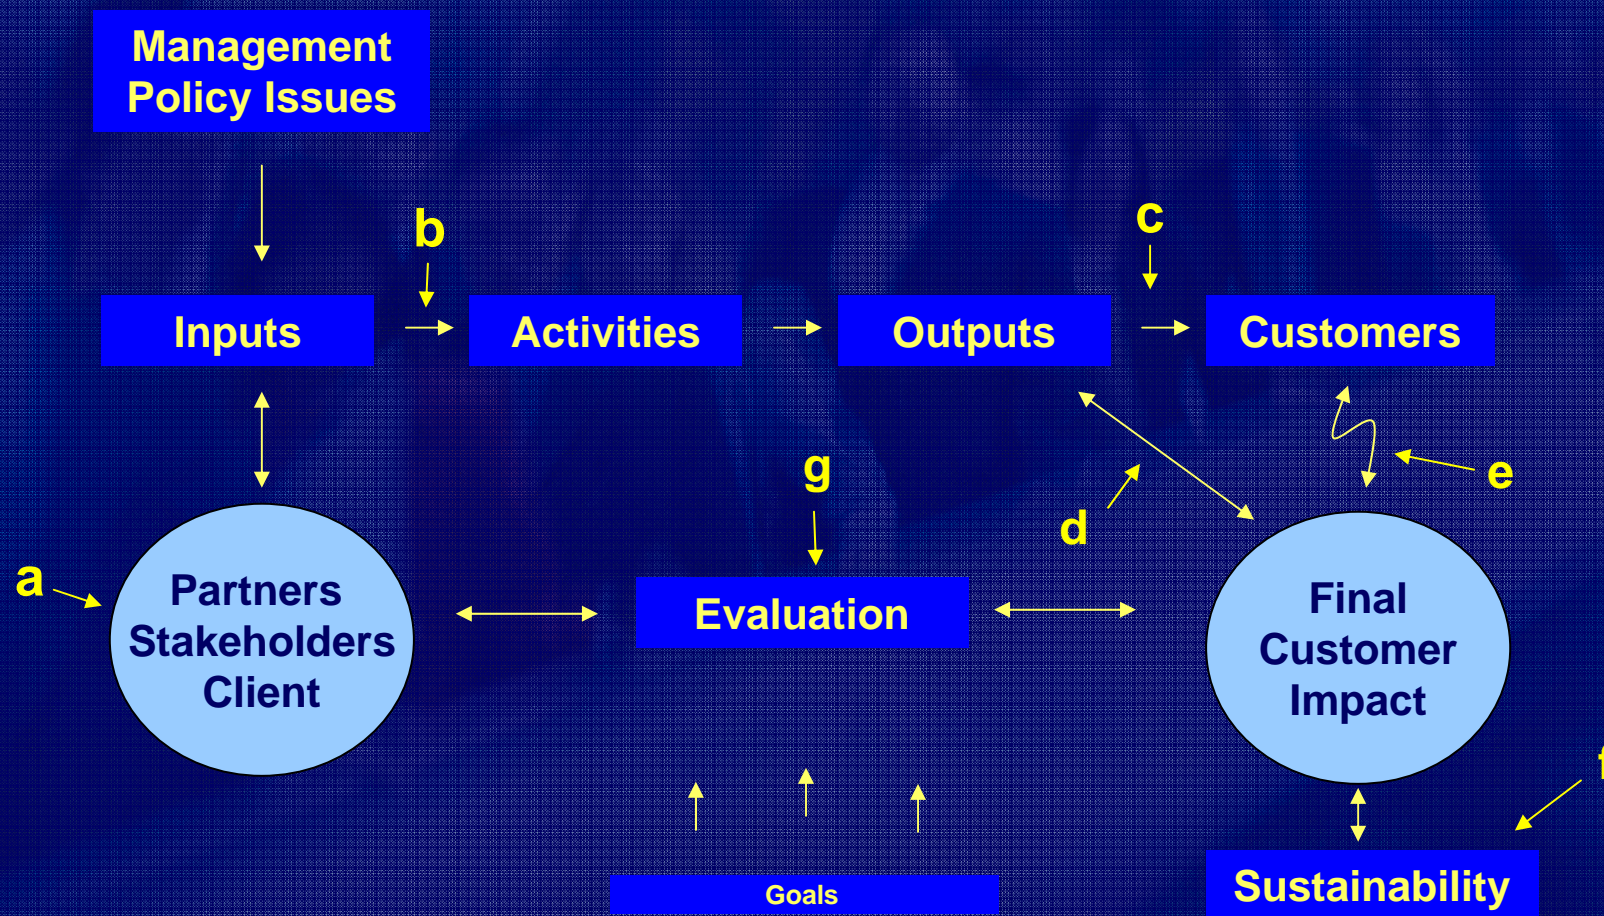 Management
Policy Issues
b
c
Inputs
Activities
Outputs
Customers
g
e
d
a
Partners
Stakeholders
Client
Evaluation
Final
Customer
Impact
f
Goals
Sustainability